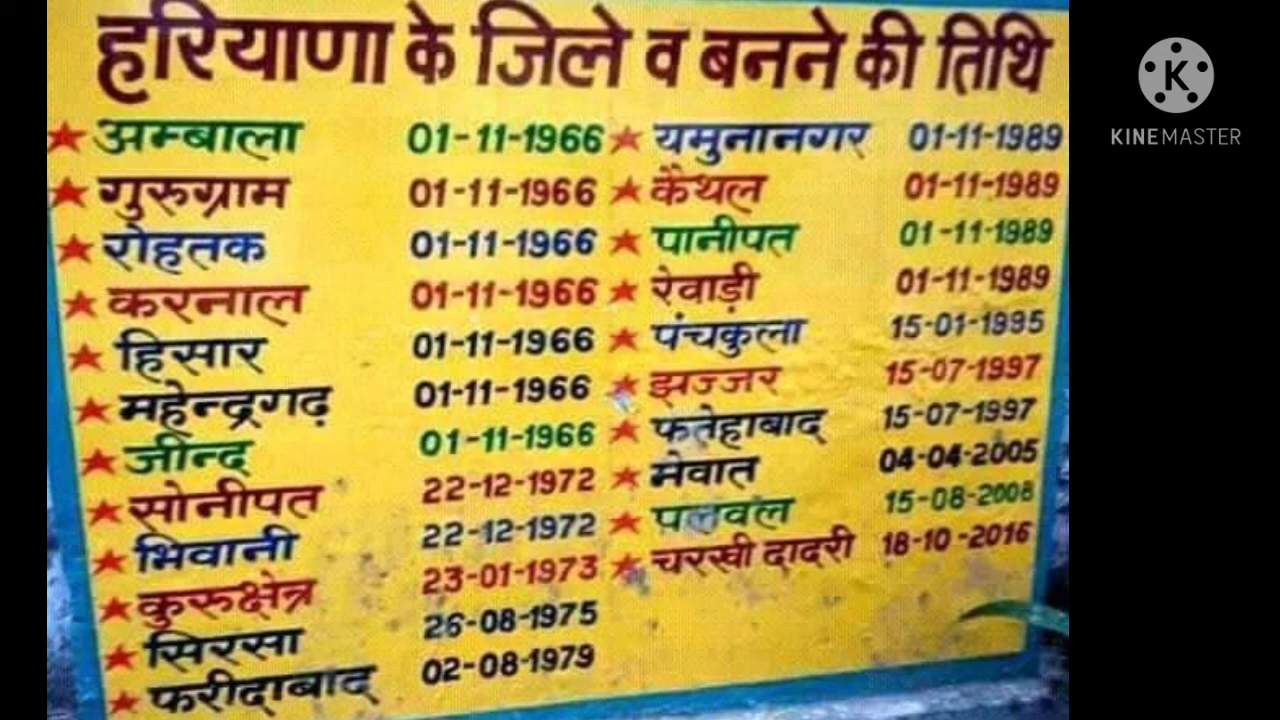 हरियाणा के जिले व बनने की तिथि
अम्बाला 01-11-1966
गुरुग्राम 01-11-1966
रोहतक 01-11-1966
करनाल 01-11-1966
हिसार 01-11-1966
महेन्द्रगढ़ 01-11-1966
जीन्द 01-11-1966
सोनीपत 22-12-1972
भिवानी 22-12-1972
कुरुक्षेत्र 23-01-1973
सिरसा 26-08-1975
फरीदाबाद 02-08-1979
यमुनानगर 01-11-1989
कैथल 01-11-1989
पानीपत 01-11-1989
रेवाड़ी 01-11-1989
पंचकुला 15-01-1995
झज्जर 15-07-1997
फतेहाबाद 15-07-1997
मेवात 04-04-2005
पलवल 15-08-2008
चरखी दादरी 18-10-2016
K
KINEMASTER